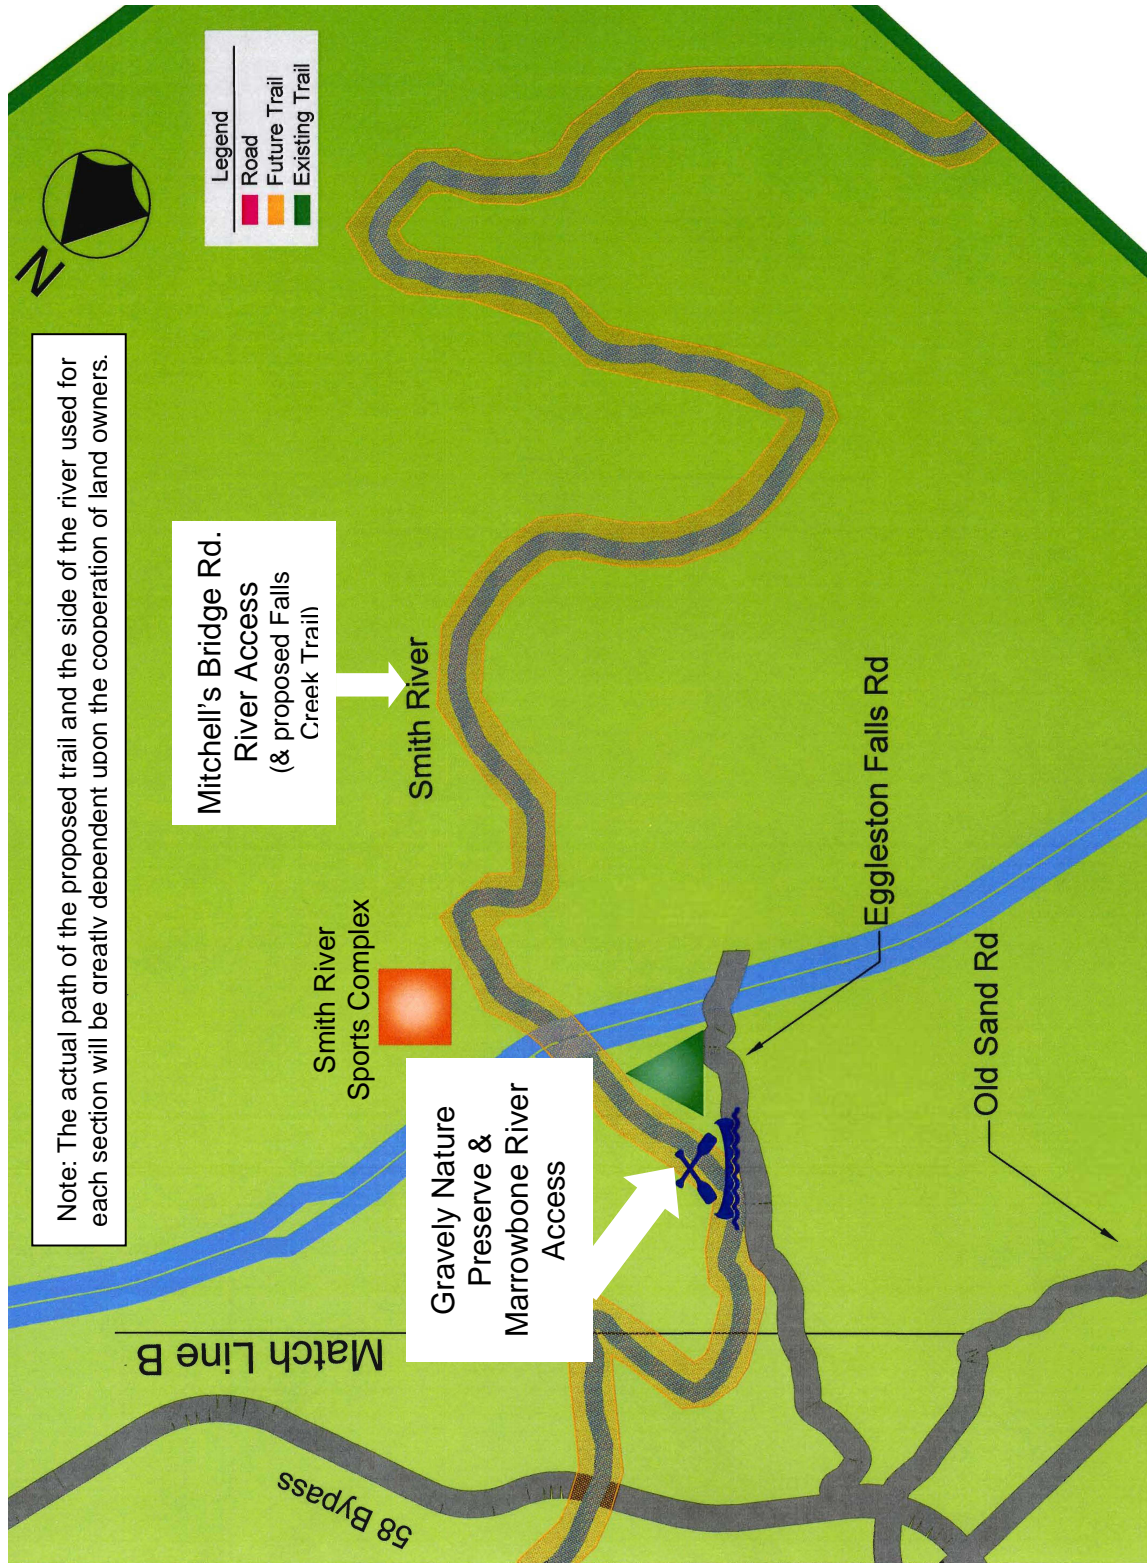 Legend
Road
Future Trail
Existing Trail
N
Note: The actual path of the proposed trail and the side of the river used for
each section will be greatly dependent upon the cooperation of land owners.
Mitchell's Bridge Rd.
River Access
(& proposed Falls
Creek Trail)
Smith River
Smith River
Sports Complex
Eggleston Falls Rd
Old Sand Rd
Gravely Nature
Preserve &
Marrowbone River
Access
Match Line B
58 Bypass